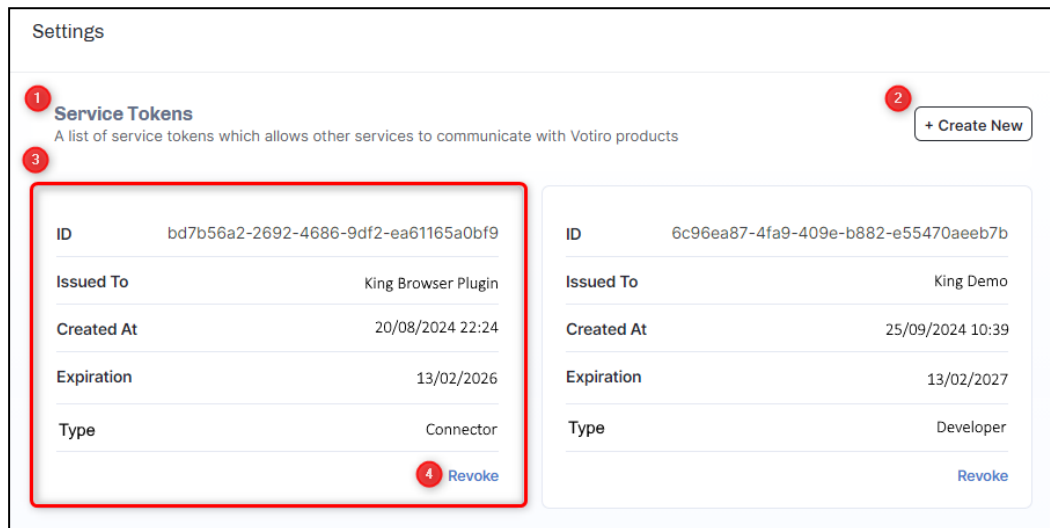 Settings
1
Service Tokens
2
+ Create New
A list of service tokens which allows other services to communicate with Votiro products
3
ID bd7b56a2-2692-4686-9df2-ea61165a0bf9
Issued To King Browser Plugin
Created At 20/08/2024 22:24
Expiration 13/02/2026
Type Connector
4 Revoke
ID 6c96ea87-4fa9-409e-b882-e55470aeeb7b
Issued To King Demo
Created At 25/09/2024 10:39
Expiration 13/02/2027
Type Developer
Revoke